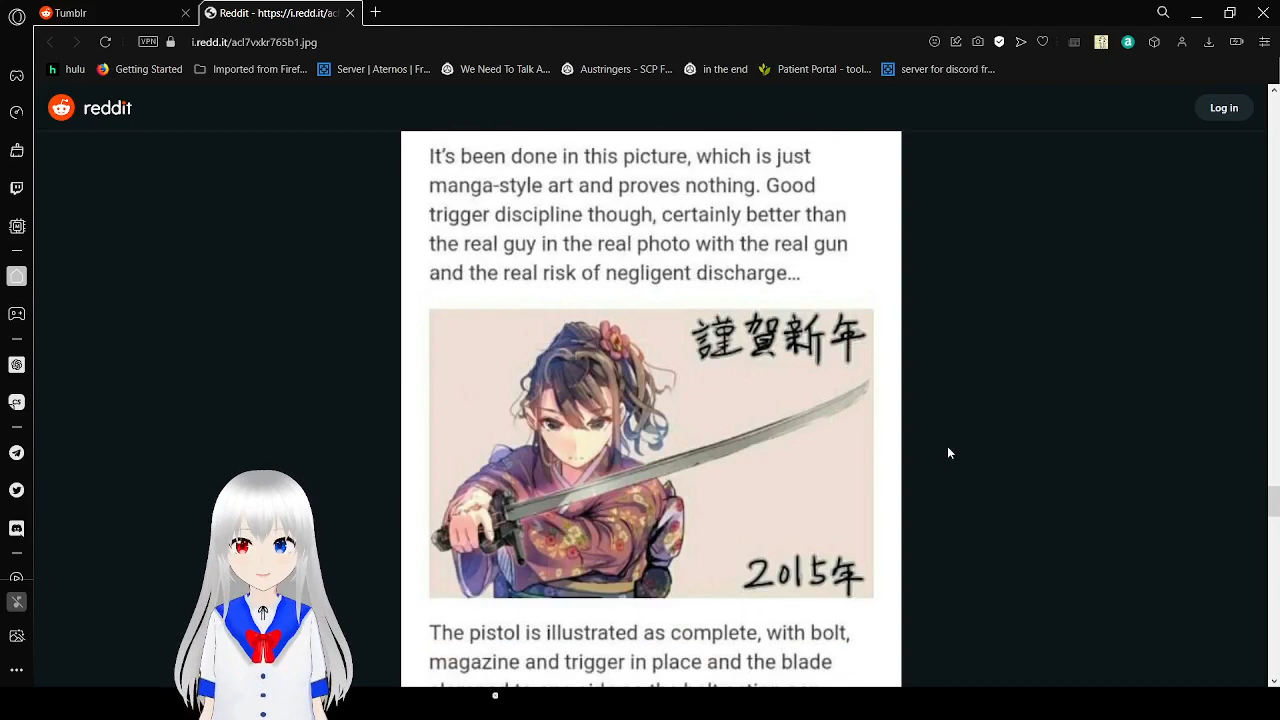 Tumblr
Reddit - https://i.redd.it/acl
VPN
i.redd.it/acl7vxkr765b1.jpg
hulu
Getting Started
Imported from Firef...
Server | Aternos | Fr...
We Need To Talk A...
Austringers - SCP F...
in the end
Patient Portal - tool...
server for discord fr...
reddit
Log in
It's been done in this picture, which is just
manga-style art and proves nothing. Good
trigger discipline though, certainly better than
the real guy in the real photo with the real gun
and the real risk of negligent discharge...
謹賀新年
2015年
The pistol is illustrated as complete, with bolt,
magazine and trigger in place and the blade